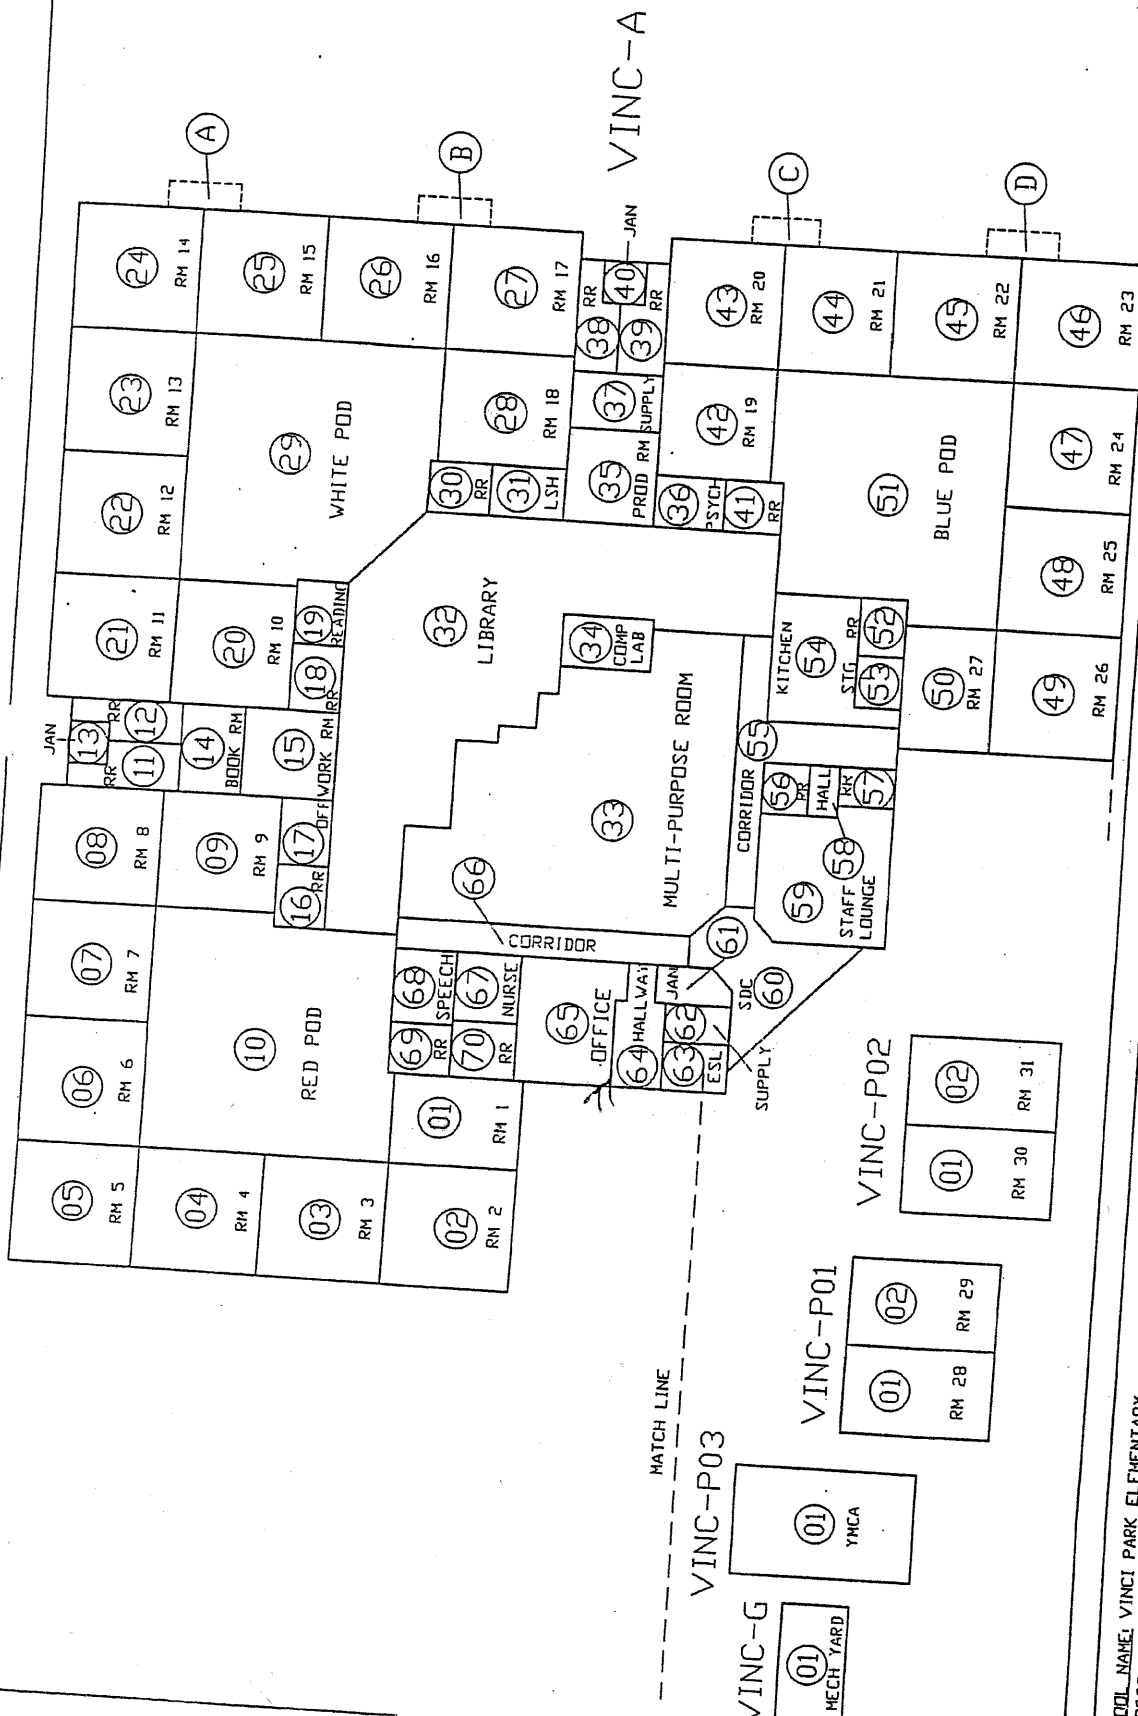 VINC-A
A
B
C
D
24
RM 14
25
RM 15
26
RM 16
27
RM 17
23
RM 13
22
RM 12
21
RM 11
20
RM 10
19
READING
18
RR
29
WHITE POD
28
RM 18
30
RR
31
LSH
JAN
13
RR
12
11
RR
14
BOOK RM
15
OFF WORK RM
17
16
RR
08
RM 8
09
RM 9
07
RM 7
06
RM 6
05
RM 5
04
RM 4
03
RM 3
02
RM 2
01
RM 1
10
RED POD
32
LIBRARY
33
MULTI-PURPOSE ROOM
34
COMP
LAB
35
PROD RM
37
SUPPLY
38
RR
39
RR
40
JAN
36
PSYCH
41
RR
42
RM 19
43
RM 20
44
RM 21
45
RM 22
46
RM 23
47
RM 24
48
RM 25
49
RM 26
50
RM 27
51
BLUE POD
KITCHEN
54
RR
52
STG
53
55
CORRIDOR
56
RR
HALL
RR
57
58
59
STAFF
LOUNGE
60
SDC
61
JAN
62
SUPPLY
63
ESL
64
HALLWAY
65
OFFICE
66
CORRIDOR
67
NURSE
68
SPEECH
69
RR
70
RR
MATCH LINE
VINC-P02
01
RM 30
02
RM 31
VINC-P01
01
RM 28
02
RM 29
VINC-P03
01
YMCA
VINC-G
01
MECH YARD
NAME: VINCI PARK ELEMENTARY